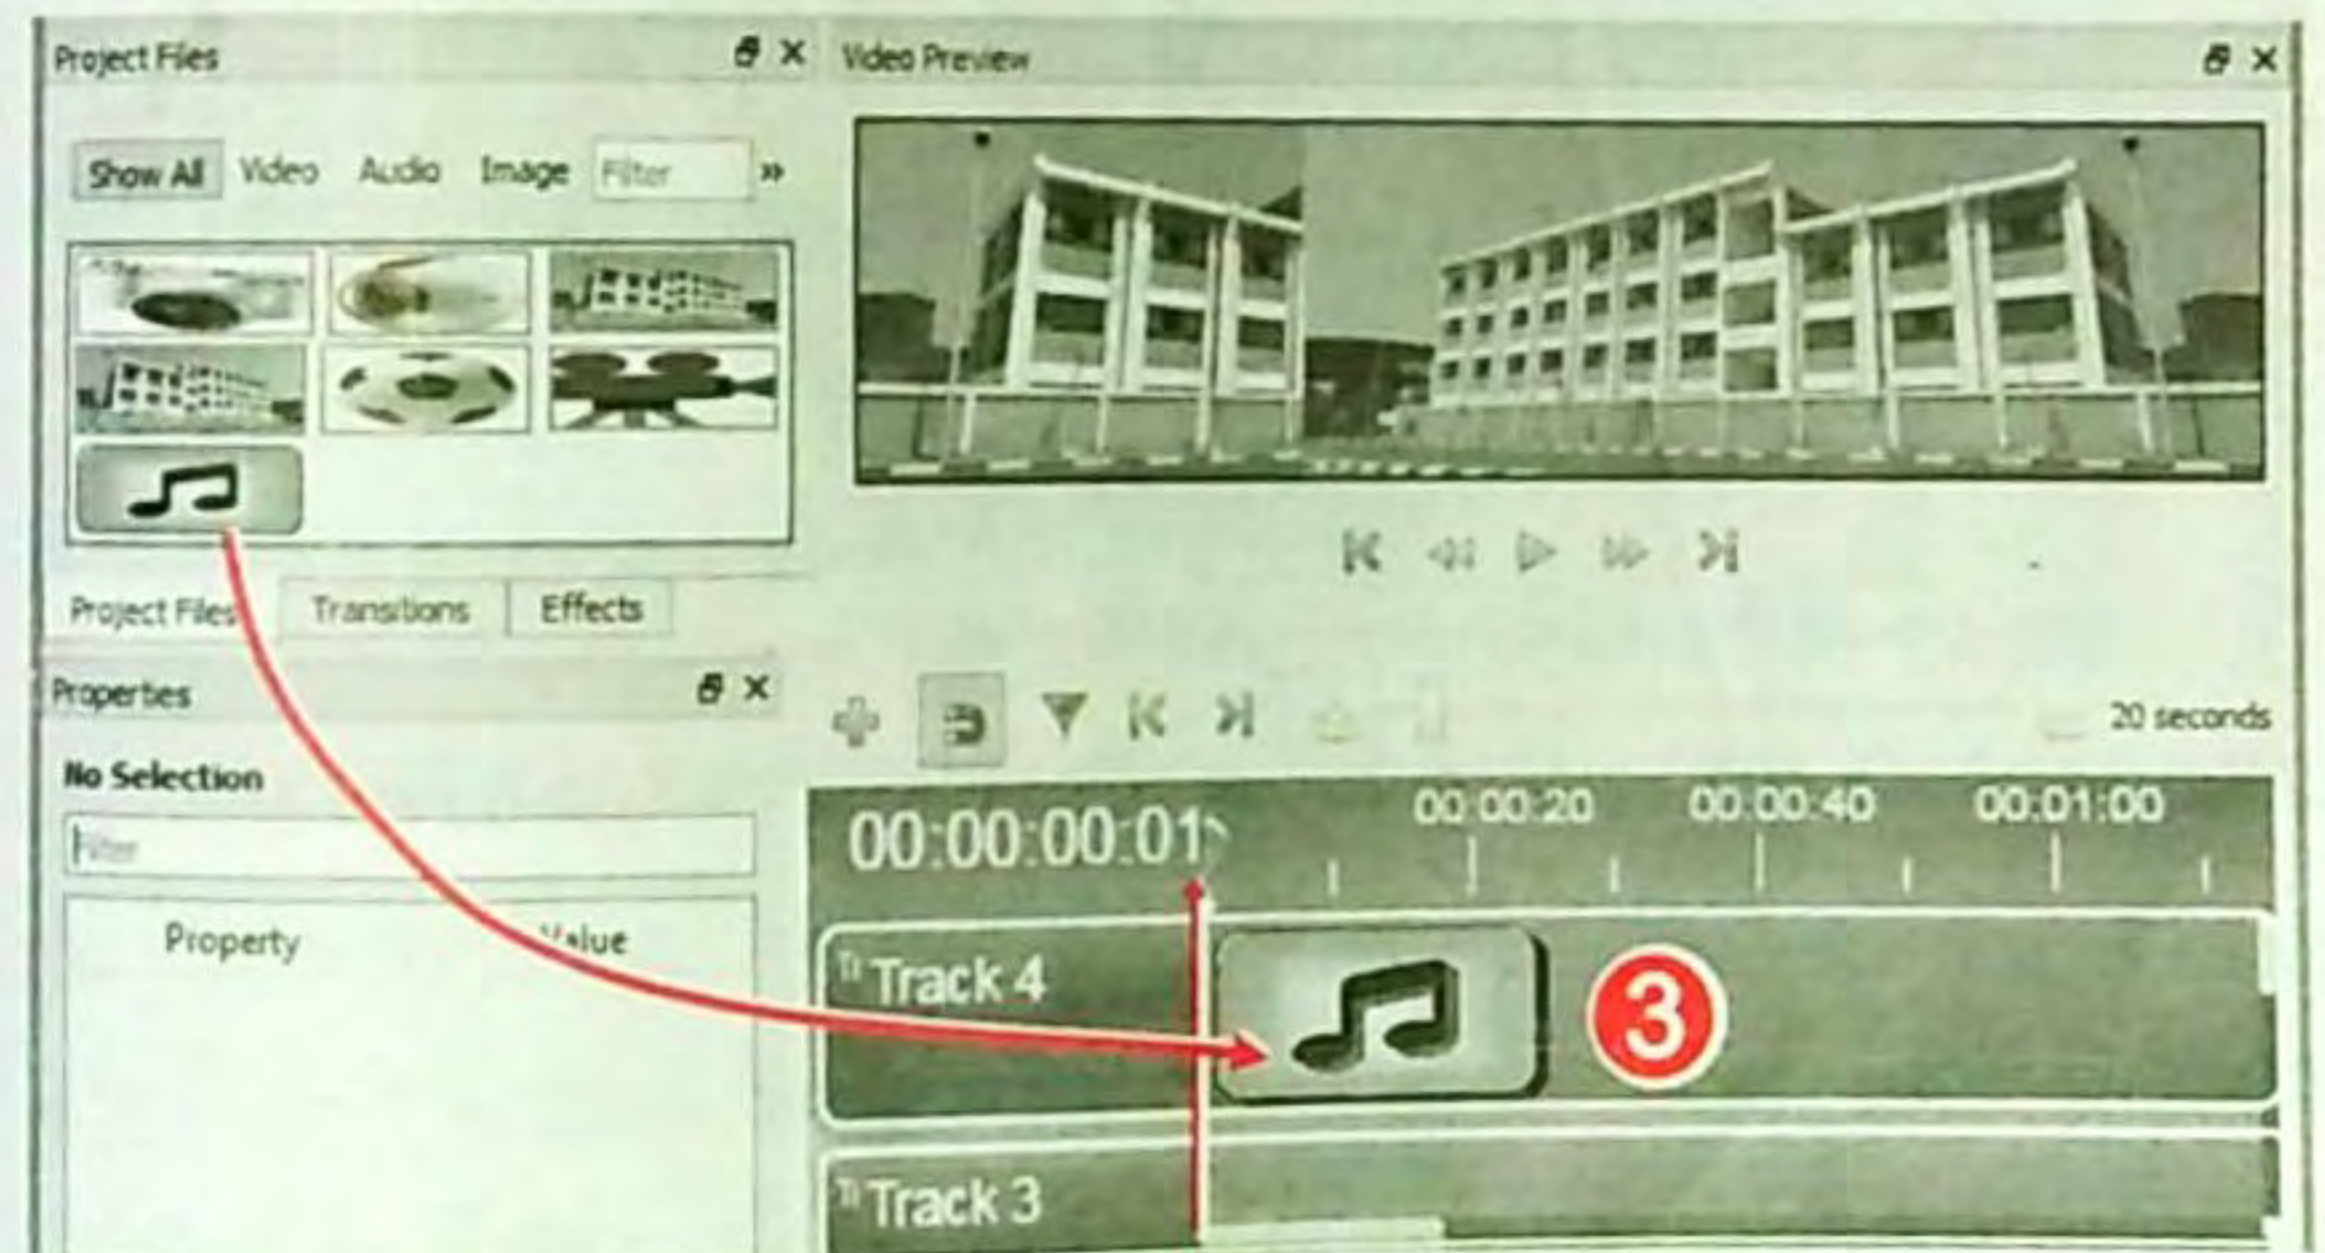 Project Files
Video Preview
Show All Video Audio Image Filter »
Project Files Transitions Effects
Properties
20 seconds
No Selection
Filter
00:00:00:01
00:00:20 00:00:40 00:01:00
Property Value
Track 4
3
Track 3